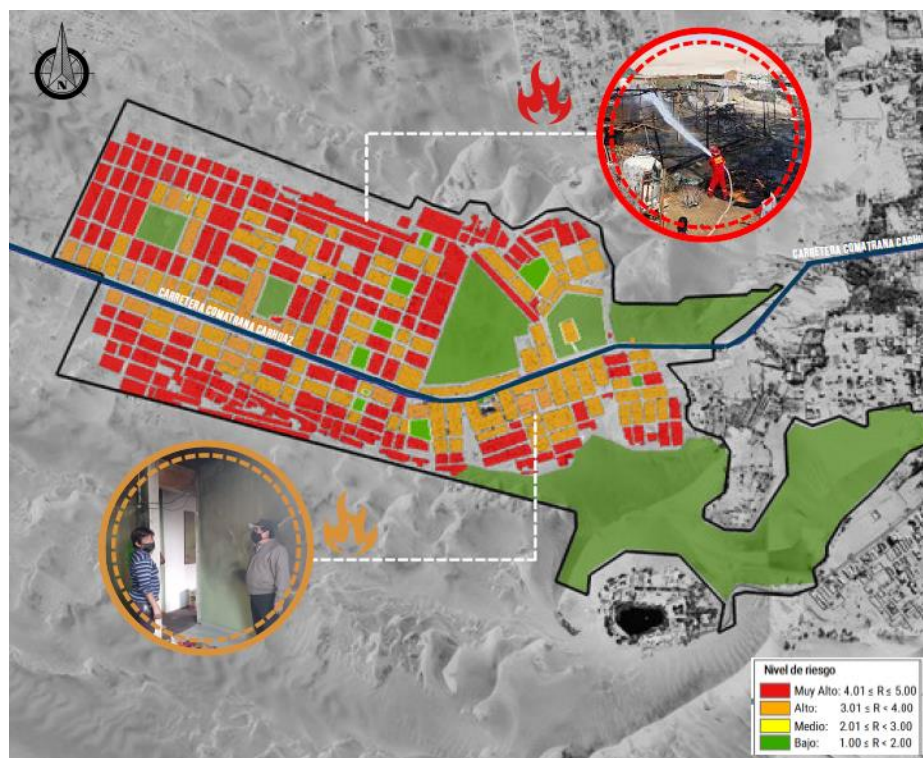 N
CARRETERA COMATRANA CARHUAZ
CARRETERA COMATRANA CARHU
Nivel de riesgo
Muy Alto: 4.01 ≤ R ≤ 5.00
Alto: 3.01 ≤ R < 4.00
Medio: 2.01 ≤ R < 3.00
Bajo: 1.00 ≤ R < 2.00